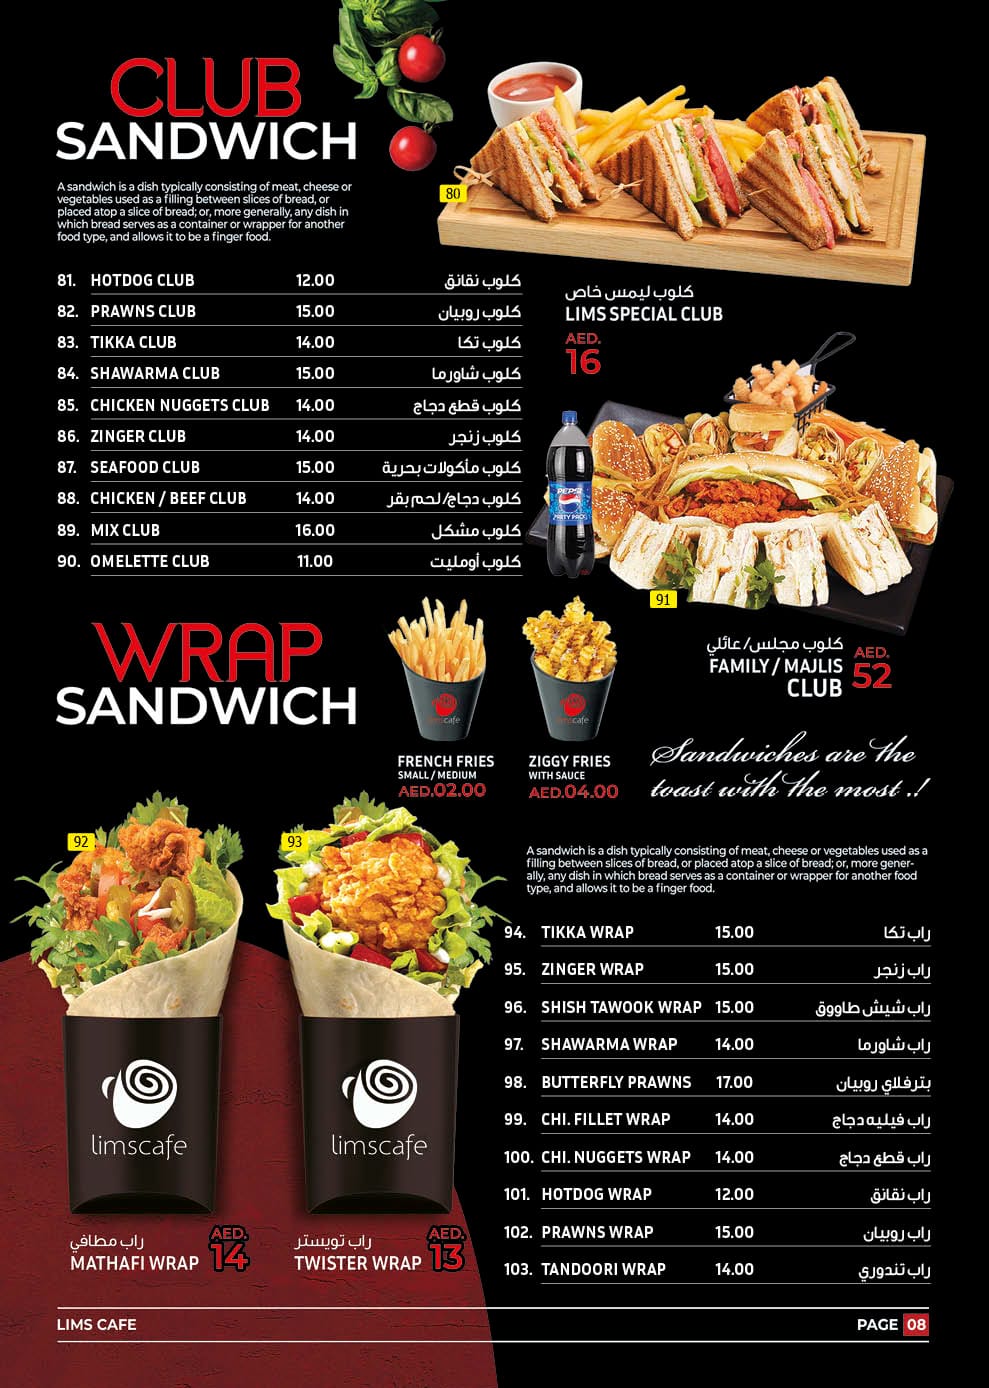 CLUB
SANDWICH
A sandwich is a dish typically consisting of meat, cheese or
vegetables used as a filling between slices of bread, or
placed atop a slice of bread; or, more generally, any dish in
which bread serves as a container or wrapper for another
food type, and allows it to be a finger food.
80
81. HOTDOG CLUB 12.00 كلوب نقانق
82. PRAWNS CLUB 15.00 كلوب روبيان
83. TIKKA CLUB 14.00 كلوب تكا
84. SHAWARMA CLUB 15.00 كلوب شاورما
85. CHICKEN NUGGETS CLUB 14.00 كلوب قطع دجاج
86. ZINGER CLUB 14.00 كلوب زنجر
87. SEAFOOD CLUB 15.00 كلوب مأكولات بحرية
88. CHICKEN / BEEF CLUB 14.00 كلوب دجاج/لحم بقر
89. MIX CLUB 16.00 كلوب مشكل
90. OMELETTE CLUB 11.00 كلوب أومليت
كلوب ليمس خاص
LIMS SPECIAL CLUB
AED.
16
PEPSI
PARTY PACK
91
كلوب مجلس/ عائلي
FAMILY / MAJLIS
CLUB
AED.
52
WRAP
SANDWICH
limscafe
limscafe
FRENCH FRIES
SMALL / MEDIUM
AED.02.00
ZIGGY FRIES
WITH SAUCE
AED.04.00
Sandwiches are the
toast with the most ..!
92
93
limscafe
limscafe
راب مطافي
MATHAFI WRAP
AED.
14
راب تويستر
TWISTER WRAP
AED.
13
A sandwich is a dish typically consisting of meat, cheese or vegetables used as a
filling between slices of bread, or placed atop a slice of bread; or, more gener-
ally, any dish in which bread serves as a container or wrapper for another food
type, and allows it to be a finger food.
94. TIKKA WRAP 15.00 راب تكا
95. ZINGER WRAP 15.00 راب زنجر
96. SHISH TAWOOK WRAP 15.00 راب شيش طاووق
97. SHAWARMA WRAP 14.00 راب شاورما
98. BUTTERFLY PRAWNS 17.00 بترفلاي روبيان
99. CHI. FILLET WRAP 14.00 راب فيليه دجاج
100. CHI. NUGGETS WRAP 14.00 راب قطع دجاج
101. HOTDOG WRAP 12.00 راب نقانق
102. PRAWNS WRAP 15.00 راب روبيان
103. TANDOORI WRAP 14.00 راب تندوري
LIMS CAFE
PAGE 08